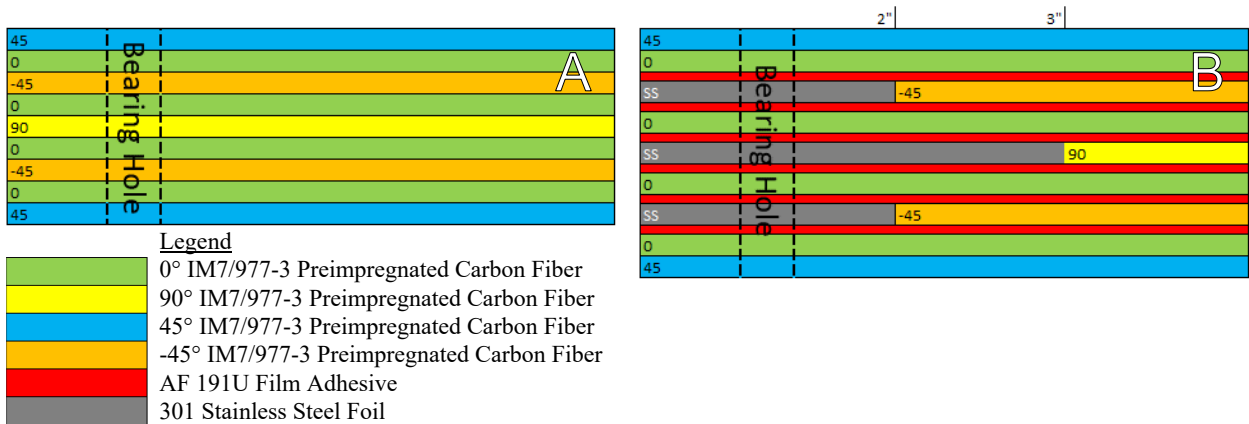 45
0
-45
0
90
0
-45
0
45
Bearing Hole
A
2"
3"
45
0
SS
-45
0
SS
90
0
SS
-45
0
45
Bearing Hole
B
Legend
0° IM7/977-3 Preimpregnated Carbon Fiber
90° IM7/977-3 Preimpregnated Carbon Fiber
45° IM7/977-3 Preimpregnated Carbon Fiber
-45° IM7/977-3 Preimpregnated Carbon Fiber
AF 191U Film Adhesive
301 Stainless Steel Foil